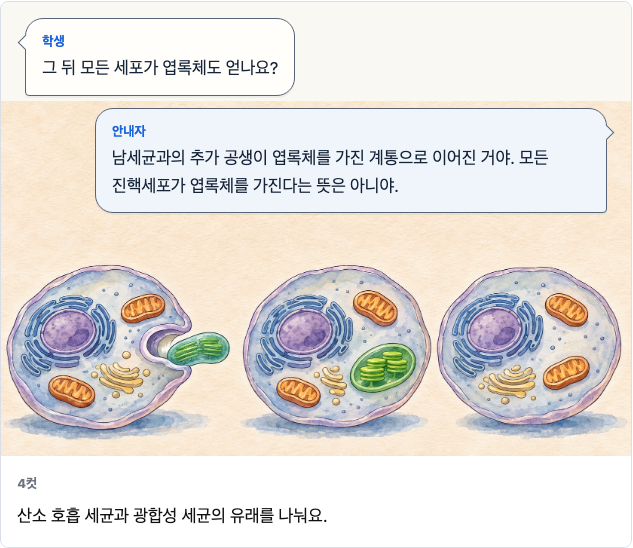 학생
그 뒤 모든 세포가 엽록체도 얻나요?
안내자
남세균과의 추가 공생이 엽록체를 가진 계통으로 이어진 거야. 모든
진핵세포가 엽록체를 가진다는 뜻은 아니야.
4컷
산소 호흡 세균과 광합성 세균의 유래를 나눠요.